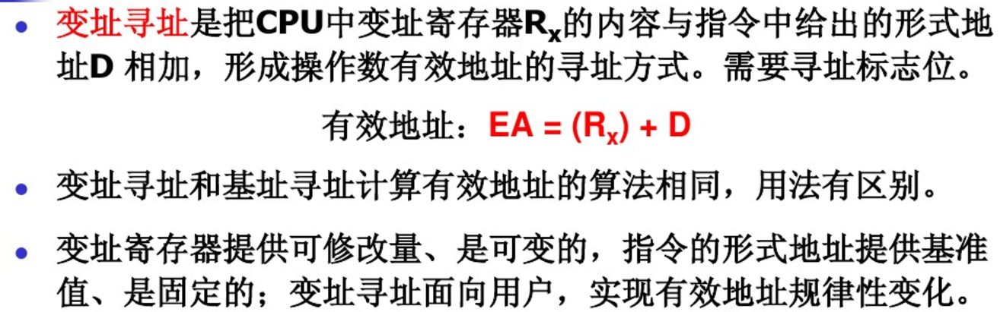 • 变址寻址是把CPU中变址寄存器Rx的内容与指令中给出的形式地
址D 相加，形成操作数有效地址的寻址方式。需要寻址标志位。
有效地址：EA = (Rx) + D
• 变址寻址和基址寻址计算有效地址的算法相同，用法有区别。
• 变址寄存器提供可修改量、是可变的，指令的形式地址提供基准
值、是固定的；变址寻址面向用户，实现有效地址规律性变化。